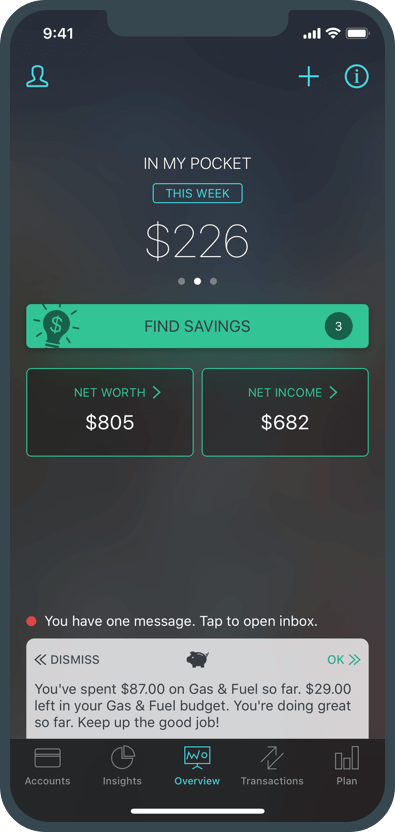 9:41
IN MY POCKET
THIS WEEK
$226
$
FIND SAVINGS
3
NET WORTH
NET INCOME
$805
$682
You have one message. Tap to open inbox.
DISMISS
OK
You've spent $87.00 on Gas & Fuel so far. $29.00
left in your Gas & Fuel budget. You're doing great
so far. Keep up the good job!
Accounts
Insights
Overview
Transactions
Plan